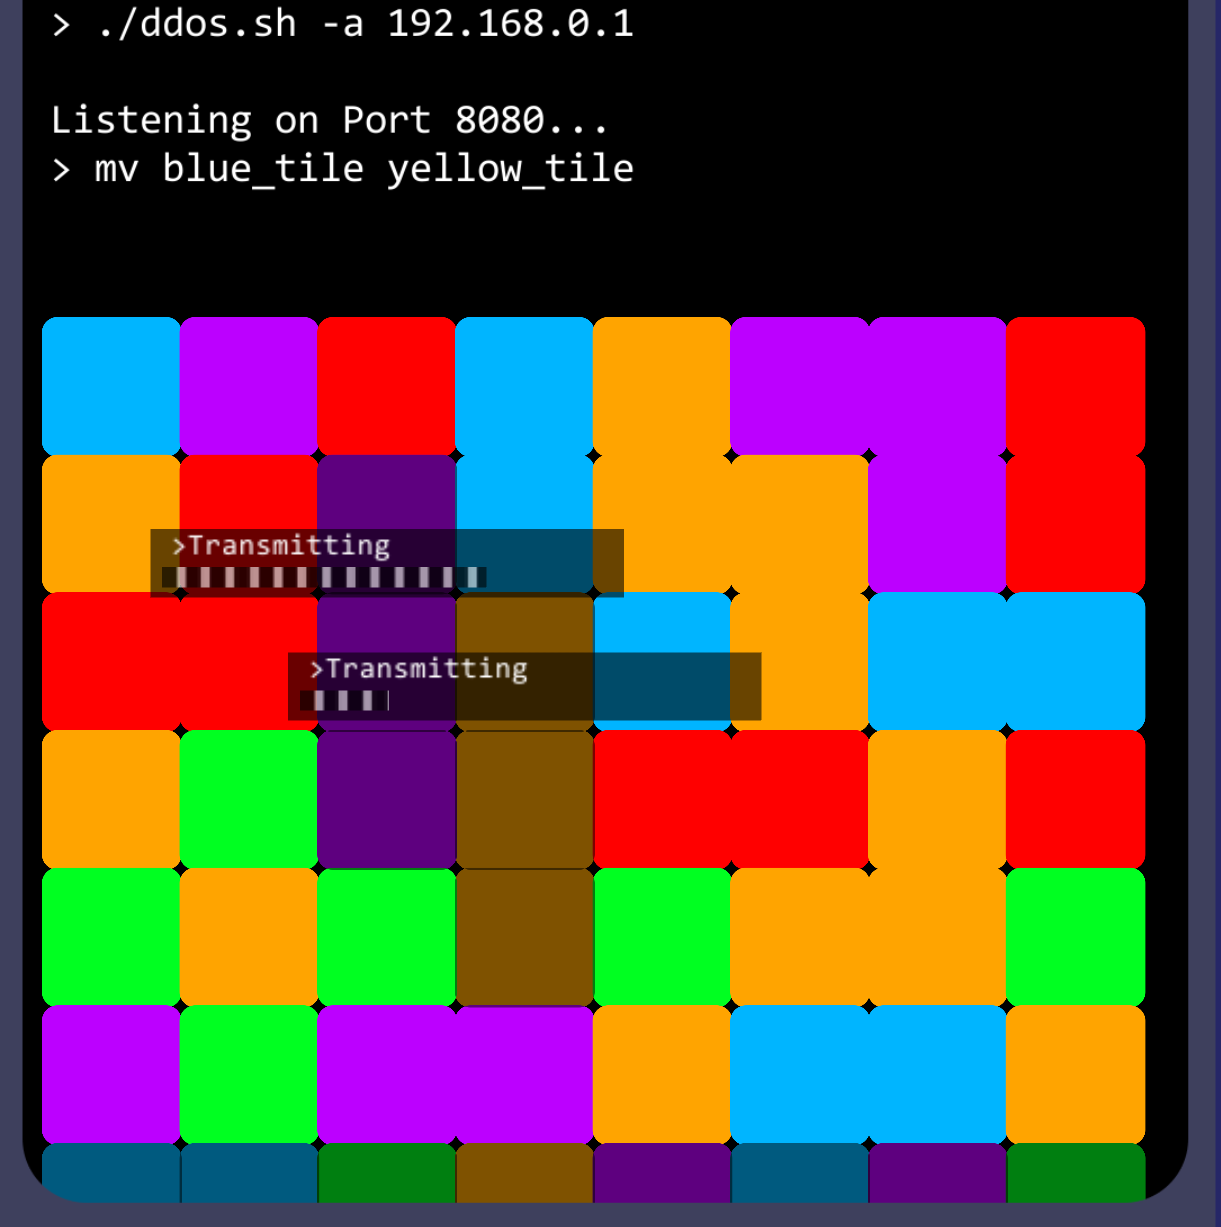 > ./ddos.sh -a 192.168.0.1
Listening on Port 8080...
> mv blue_tile yellow_tile
>Transmitting
>Transmitting